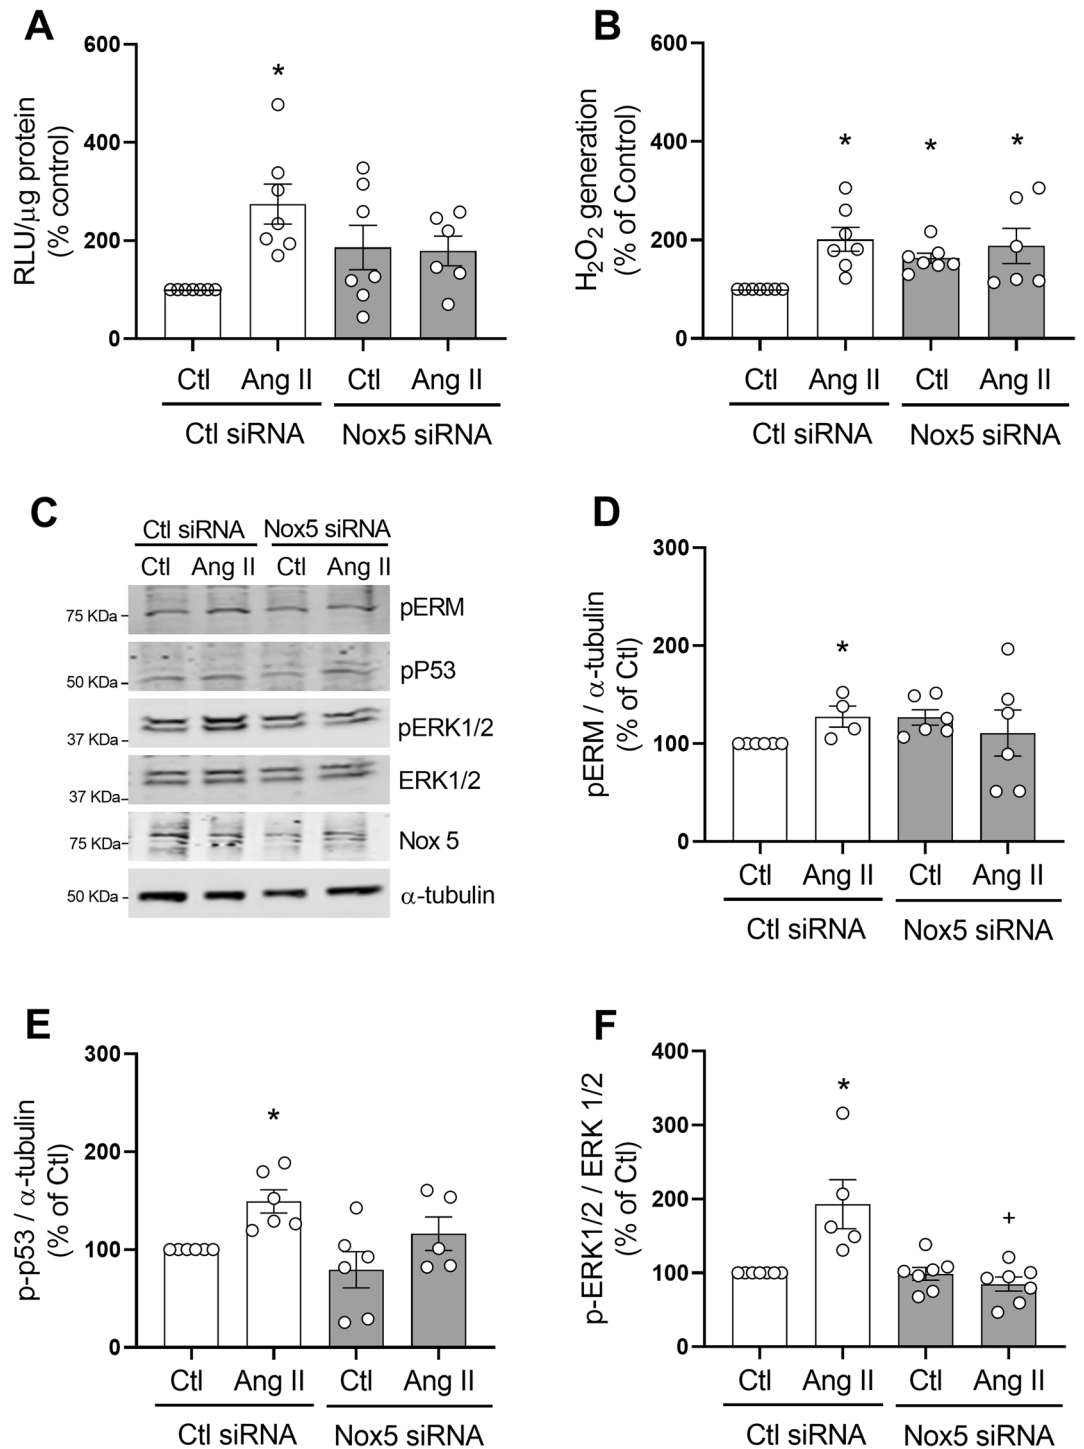 A
RLU/μg protein
(% control)
600
400
200
0
*
Ctl Ang II Ctl Ang II
Ctl siRNA Nox5 siRNA
B
H2O2 generation
(% of Control)
600
400
200
0
* * *
Ctl Ang II Ctl Ang II
Ctl siRNA Nox5 siRNA
C
Ctl siRNA Nox5 siRNA
Ctl Ang II Ctl Ang II
75 KDa pERM
50 KDa pP53
37 KDa pERK1/2
37 KDa ERK1/2
75 KDa Nox 5
50 KDa α-tubulin
D
pERM / α-tubulin
(% of Ctl)
300
200
100
0
*
Ctl Ang II Ctl Ang II
Ctl siRNA Nox5 siRNA
E
p-p53 / α-tubulin
(% of Ctl)
300
200
100
0
*
Ctl Ang II Ctl Ang II
Ctl siRNA Nox5 siRNA
F
p-ERK1/2 / ERK 1/2
(% of Ctl)
400
300
200
100
0
*
+
Ctl Ang II Ctl Ang II
Ctl siRNA Nox5 siRNA